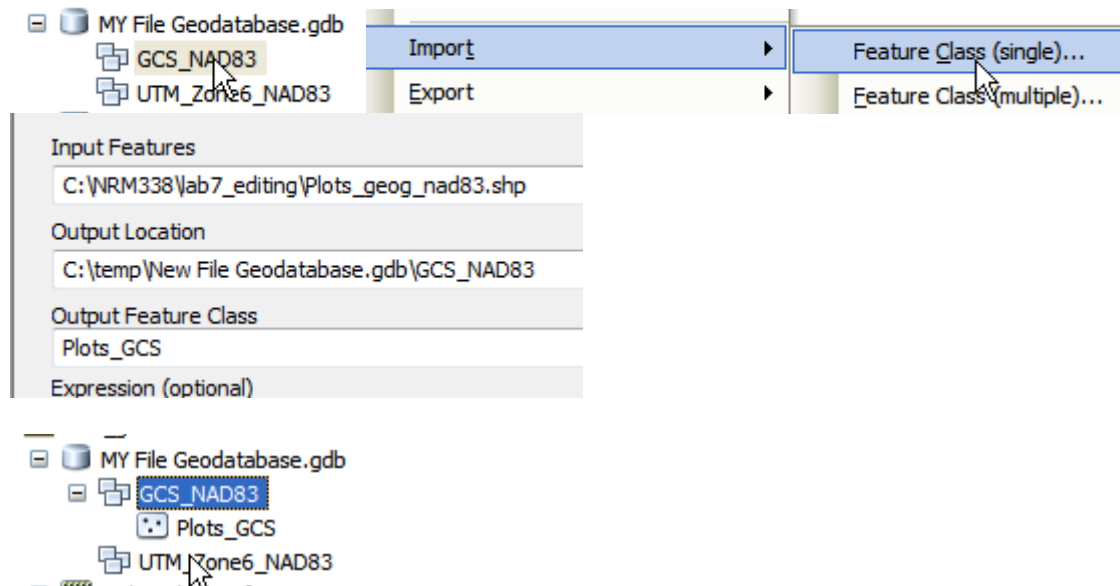 MY File Geodatabase.gdb
GCS_NAD83
UTM_Zone6_NAD83
Import
Export
Feature Class (single)...
Feature Class (multiple)...
Input Features
C:\NRM338\lab7_editing\Plots_geog_nad83.shp
Output Location
C:\temp\New File Geodatabase.gdb\GCS_NAD83
Output Feature Class
Plots_GCS
Expression (optional)
MY File Geodatabase.gdb
GCS_NAD83
Plots_GCS
UTM_Zone6_NAD83